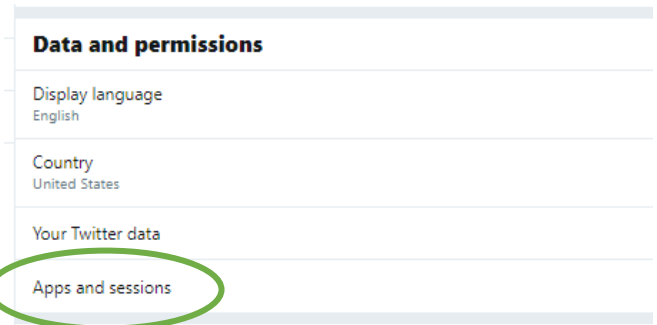 Data and permissions
Display language
English
Country
United States
Your Twitter data
Apps and sessions